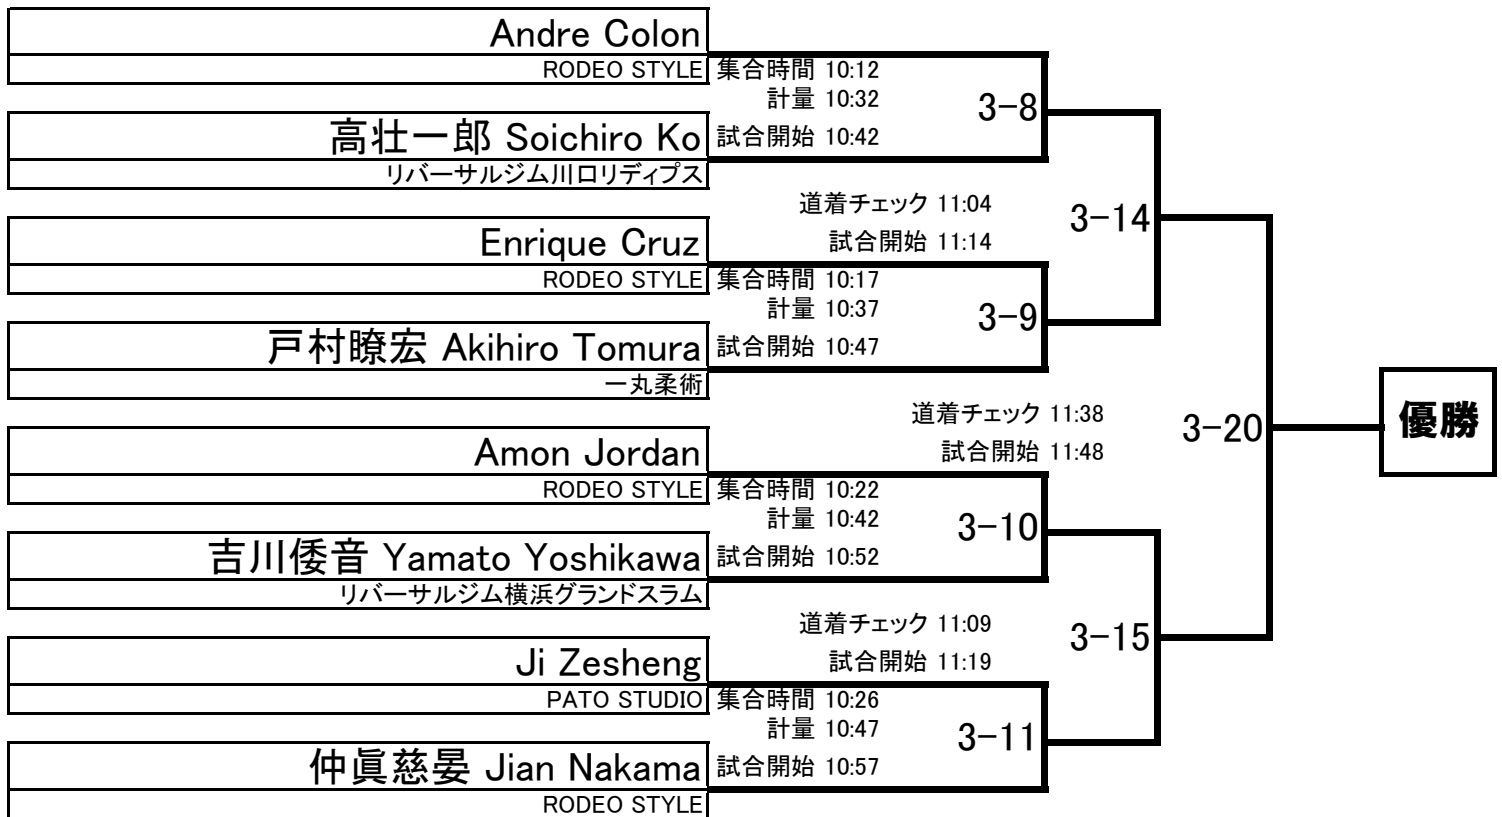 Andre Colon
RODEO STYLE
集合時間 10:12
計量 10:32
3-8
高壮一郎 Soichiro Ko
試合開始 10:42
リバーサルジム川口リディプス
道着チェック 11:04
3-14
試合開始 11:14
Enrique Cruz
RODEO STYLE
集合時間 10:17
計量 10:37
3-9
戸村瞭宏 Akihiro Tomura
試合開始 10:47
一丸柔術
道着チェック 11:38
3-20
優勝
試合開始 11:48
Amon Jordan
RODEO STYLE
集合時間 10:22
計量 10:42
3-10
吉川倭音 Yamato Yoshikawa
試合開始 10:52
リバーサルジム横浜グランドスラム
道着チェック 11:09
3-15
試合開始 11:19
Ji Zesheng
PATO STUDIO
集合時間 10:26
計量 10:47
3-11
仲眞慈晏 Jian Nakama
試合開始 10:57
RODEO STYLE